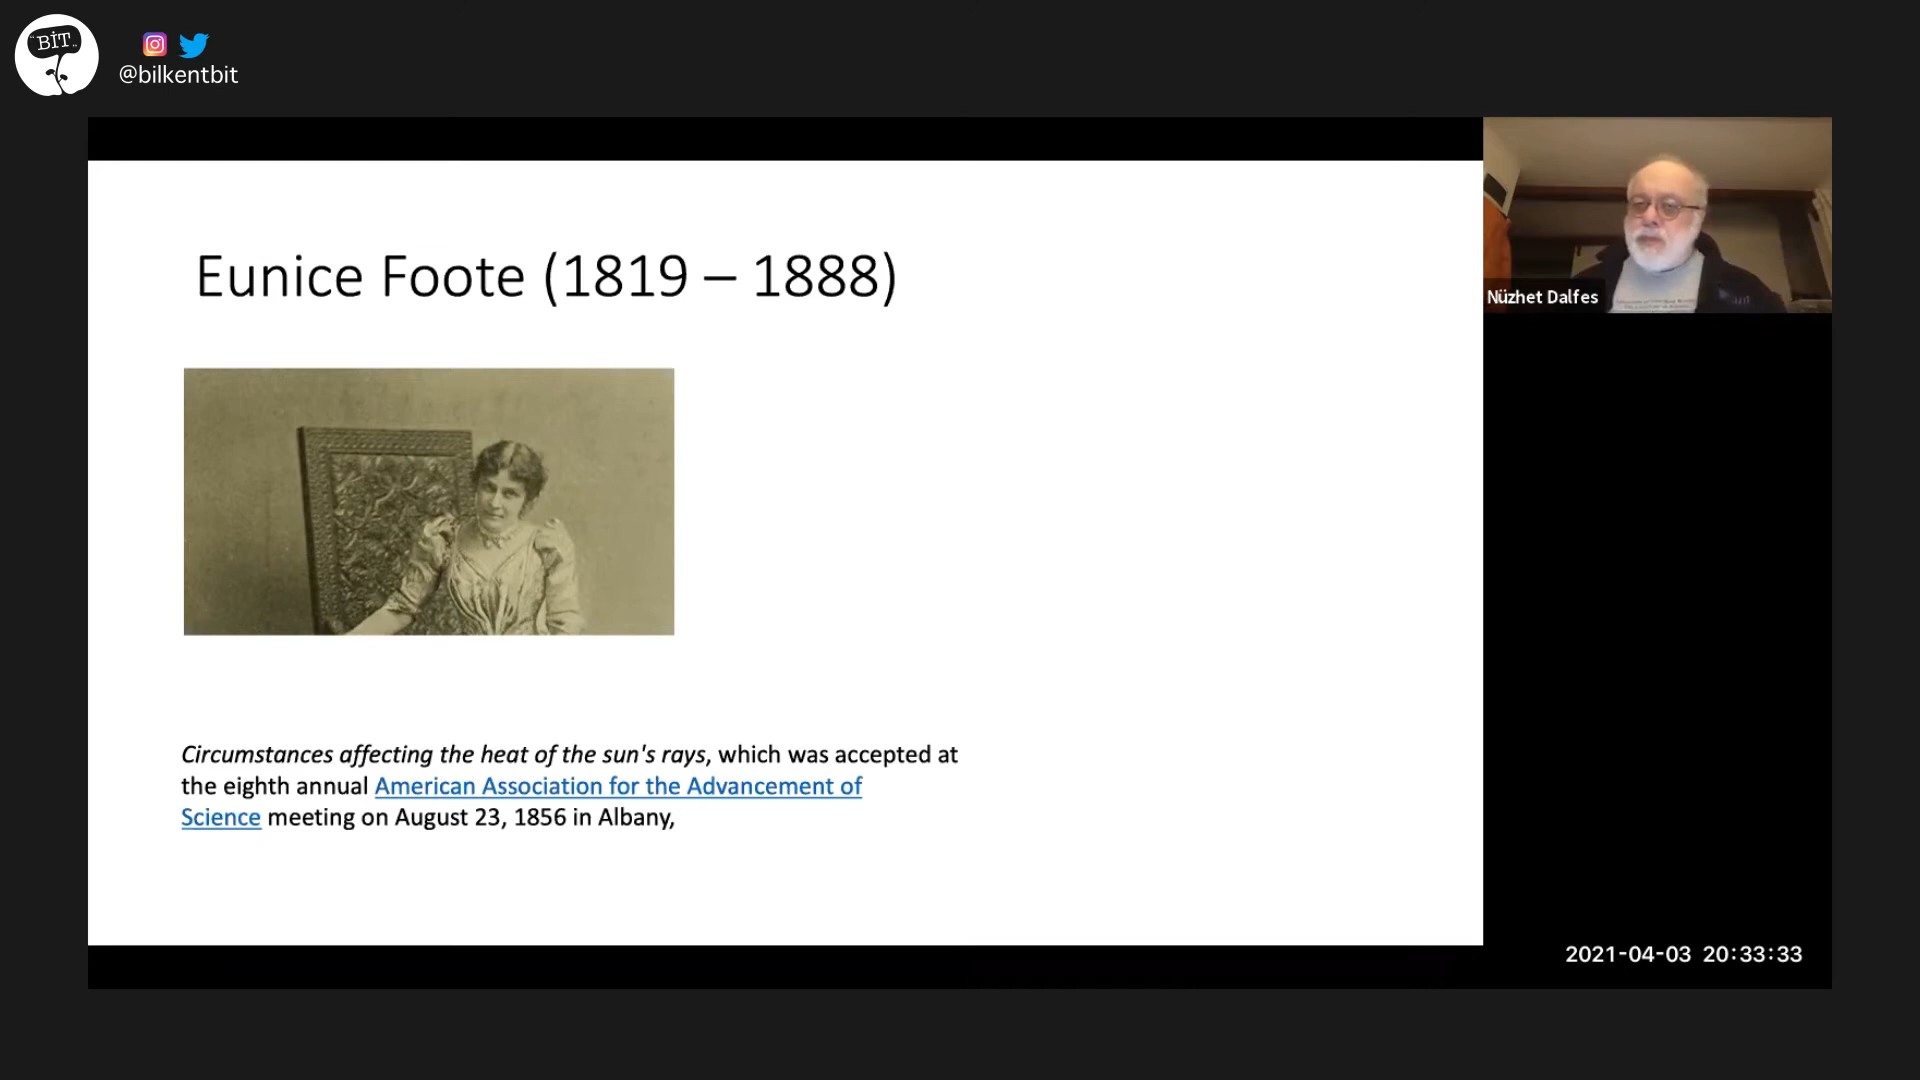 BİT
@bilkentbit
Eunice Foote (1819 – 1888)
Nüzhet Dalfes
Circumstances affecting the heat of the sun's rays, which was accepted at
the eighth annual American Association for the Advancement of
Science meeting on August 23, 1856 in Albany,
2021-04-03 20:33:33